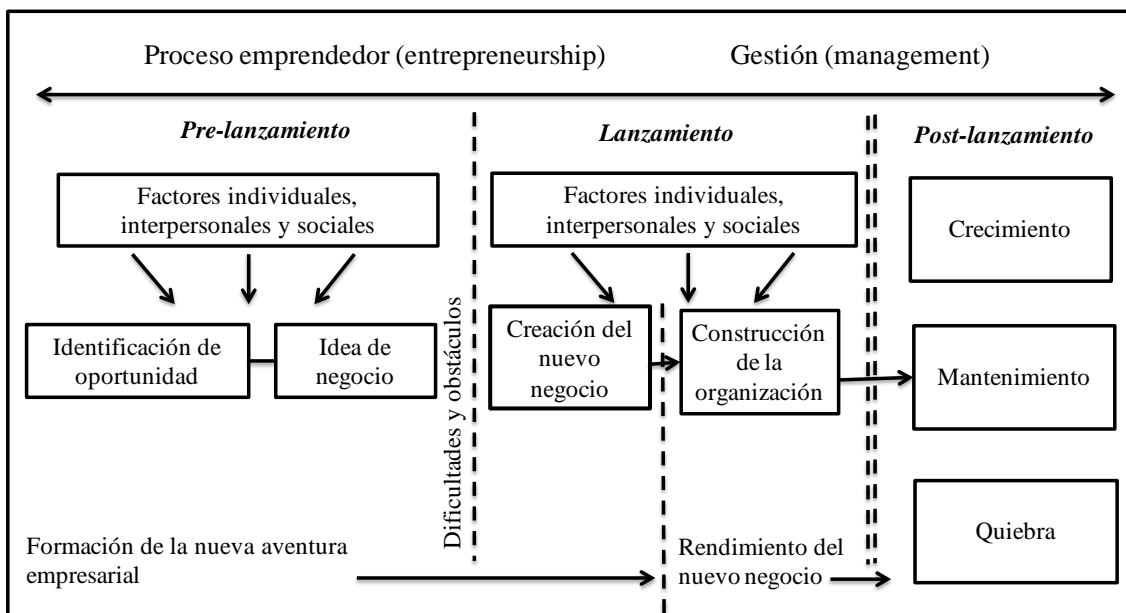 Proceso emprendedor (entrepreneurship)
Gestión (management)
Pre-lanzamiento
Lanzamiento
Post-lanzamiento
Factores individuales,
interpersonales y sociales
Factores individuales,
interpersonales y sociales
Crecimiento
Identificación de
oportunidad
Idea de
negocio
Dificultades y obstáculos
Creación del
nuevo
negocio
Construcción
de la
organización
Mantenimiento
Formación de la nueva aventura
empresarial
Rendimiento del
nuevo negocio
Quiebra